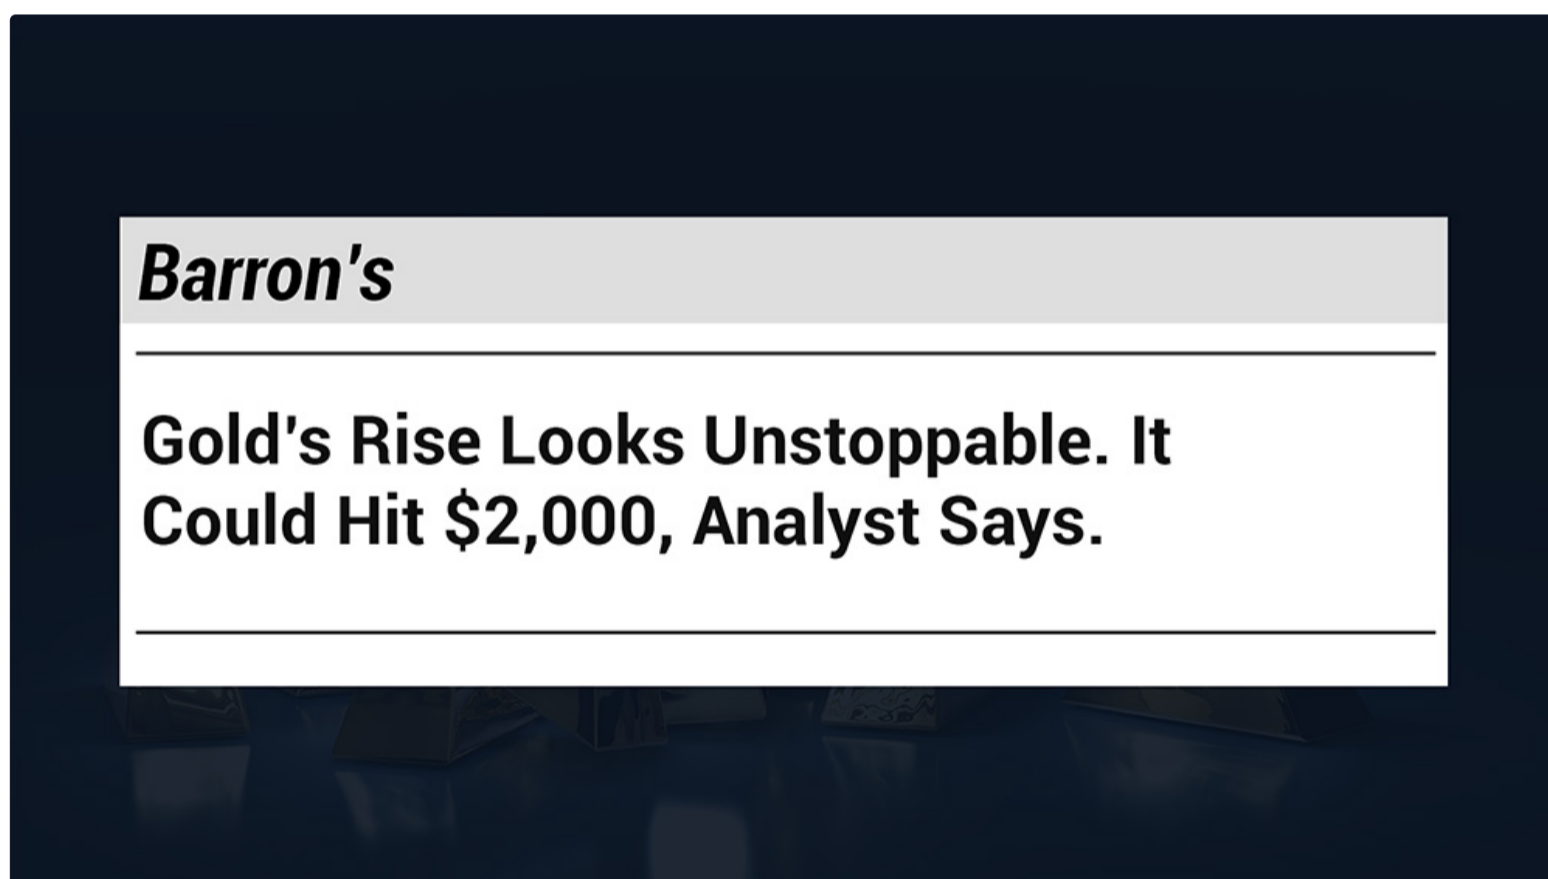 Barron's
Gold's Rise Looks Unstoppable. It
Could Hit $2,000, Analyst Says.